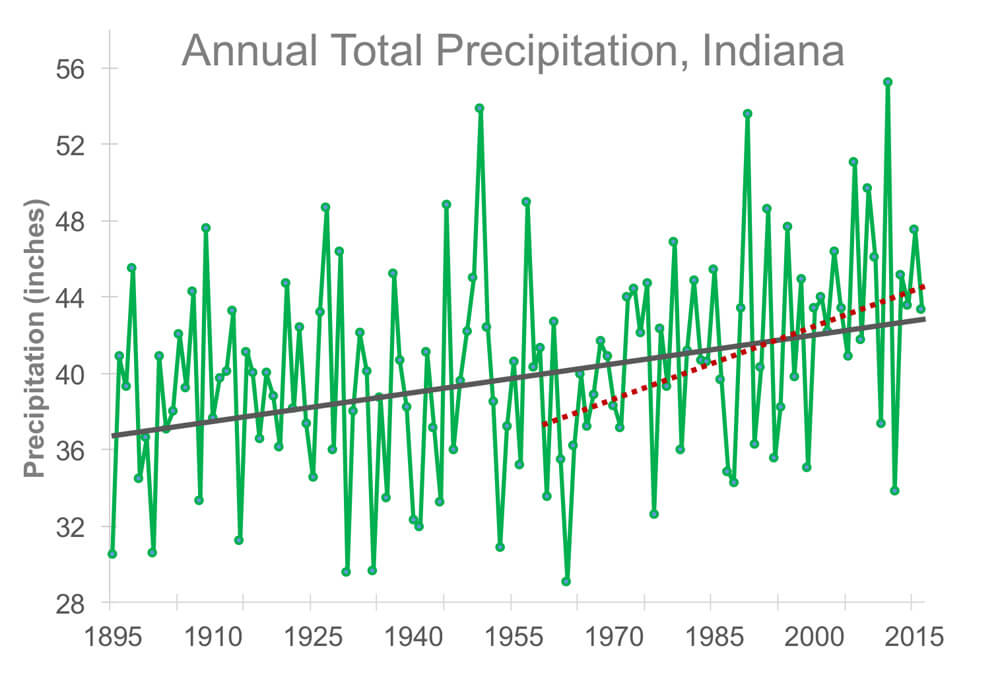 Annual Total Precipitation, Indiana
Precipitation (inches)
56
52
48
44
40
36
32
28
1895 1910 1925 1940 1955 1970 1985 2000 2015